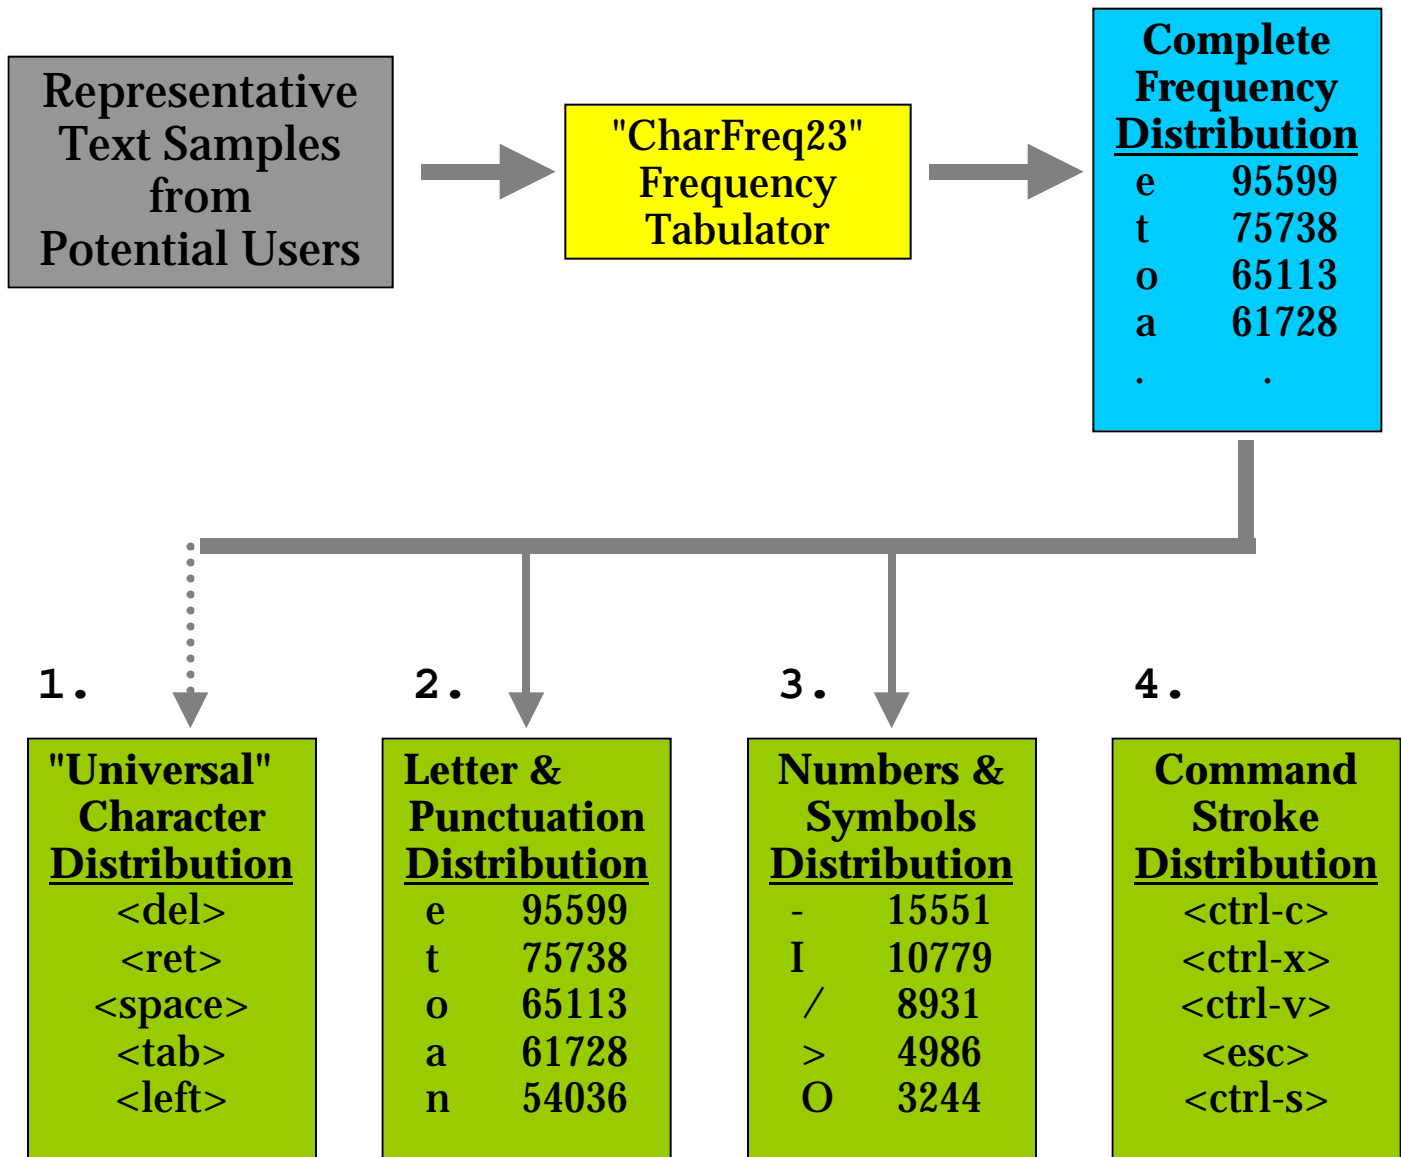 Representative
Text Samples
from
Potential Users
"CharFreq23"
Frequency
Tabulator
Complete
Frequency
Distribution
e 95599
t 75738
o 65113
a 61728
. .
1.
"Universal"
Character
Distribution
<del>
<ret>
<space>
<tab>
<left>
2.
Letter &
Punctuation
Distribution
e 95599
t 75738
o 65113
a 61728
n 54036
3.
Numbers &
Symbols
Distribution
- 15551
I 10779
/ 8931
> 4986
O 3244
4.
Command
Stroke
Distribution
<ctrl-c>
<ctrl-x>
<ctrl-v>
<esc>
<ctrl-s>